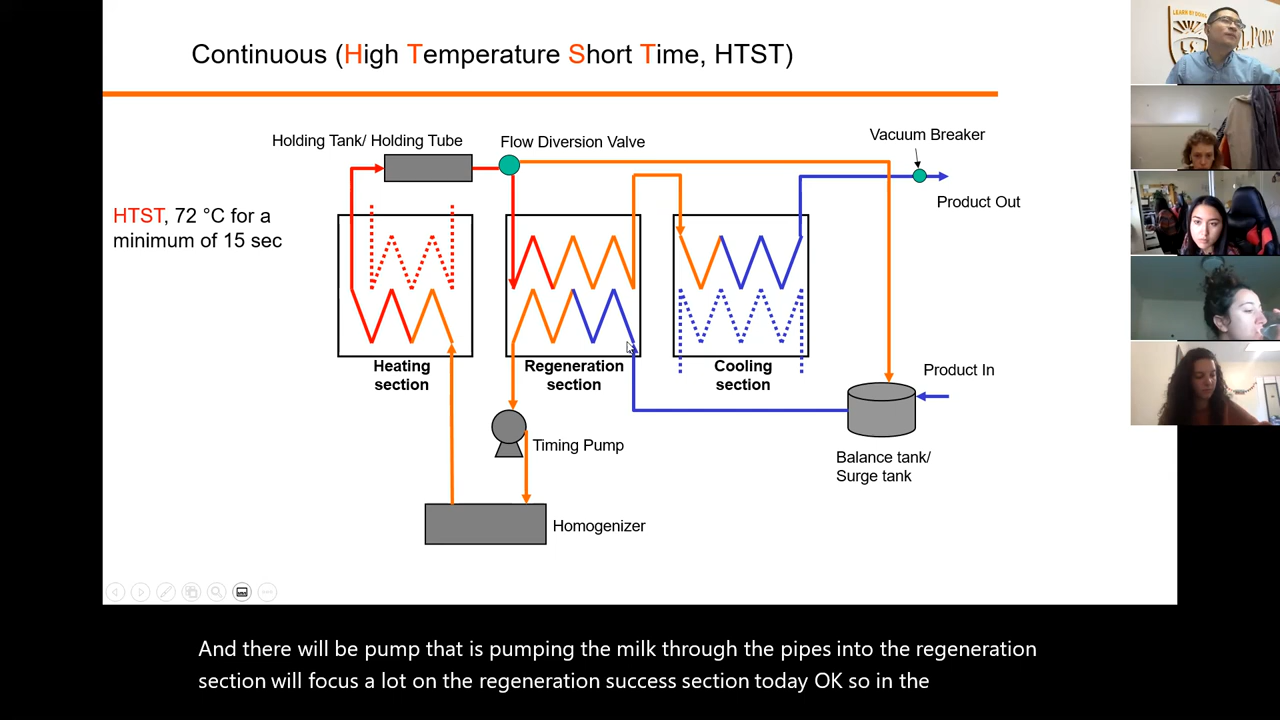 Continuous (High Temperature Short Time, HTST)
LEARN BY DOING
Holding Tank/ Holding Tube
Flow Diversion Valve
Vacuum Breaker
HTST, 72 °C for a
minimum of 15 sec
Product Out
Heating
section
Regeneration
section
Cooling
section
Product In
Timing Pump
Balance tank/
Surge tank
Homogenizer
And there will be pump that is pumping the milk through the pipes into the regeneration
section will focus a lot on the regeneration success section today OK so in the